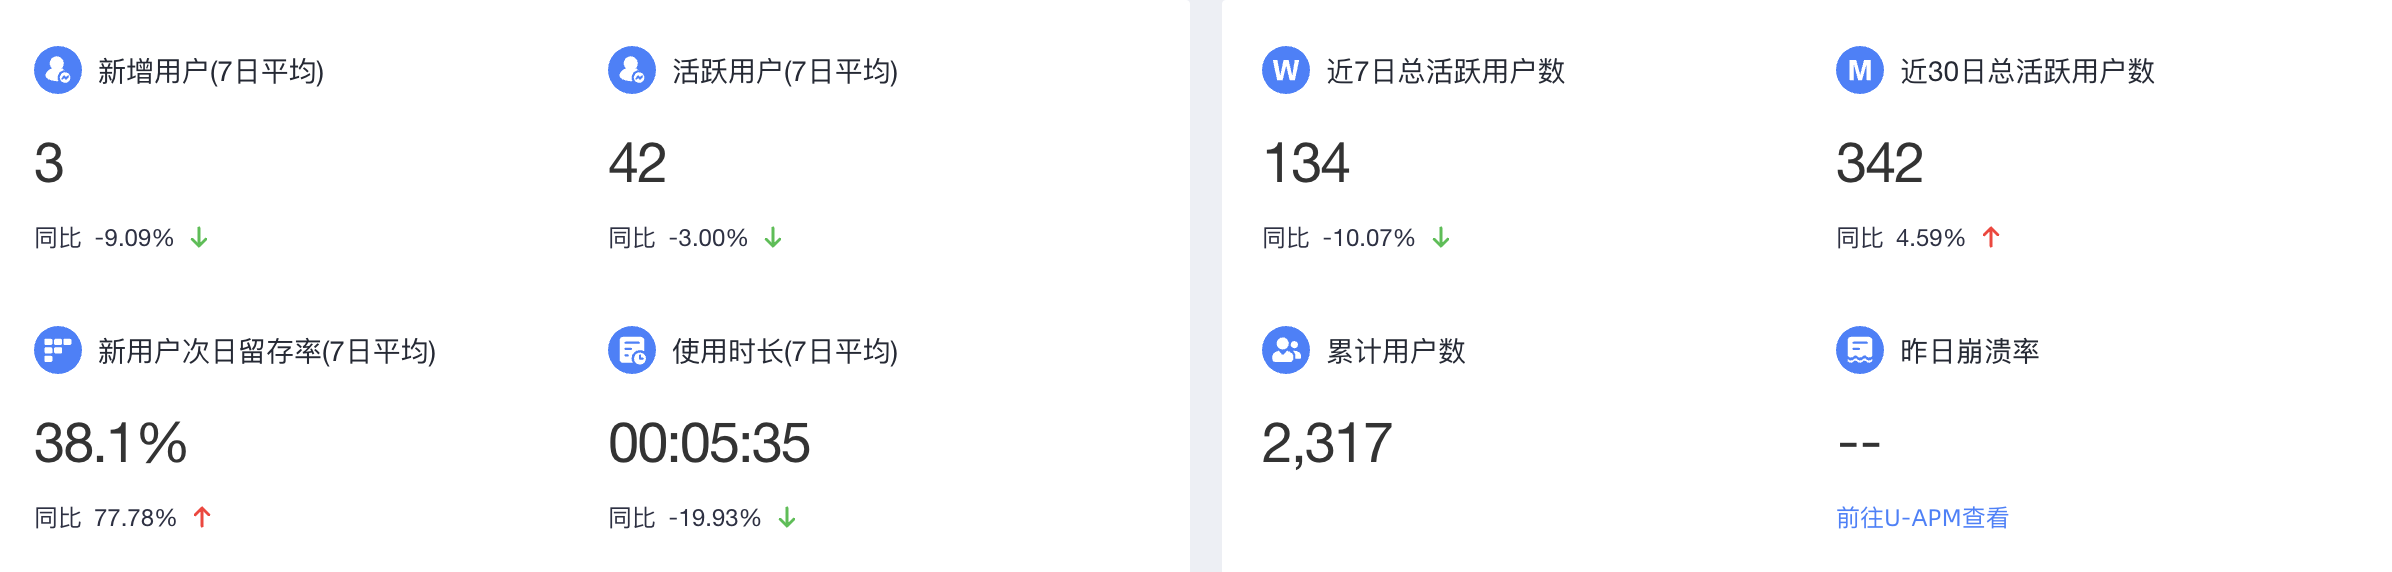 新增用户(7日平均)
活跃用户(7日平均)
3
42
同比 -9.09% ↓
同比 -3.00% ↓
新用户次日留存率(7日平均)
使用时长(7日平均)
38.1%
00:05:35
同比 77.78% ↑
同比 -19.93% ↓
W 近7日总活跃用户数
M 近30日总活跃用户数
134
342
同比 -10.07% ↓
同比 4.59% ↑
累计用户数
昨日崩溃率
2,317
--
前往U-APM查看